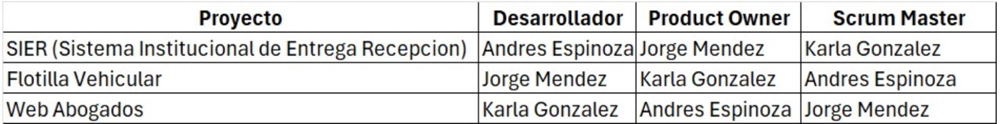 Proyecto Desarrollador Product Owner Scrum Master
SIER (Sistema Institucional de Entrega Recepcion) Andres Espinoza Jorge Mendez Karla Gonzalez
Flotilla Vehicular Jorge Mendez Karla Gonzalez Andres Espinoza
Web Abogados Karla Gonzalez Andres Espinoza Jorge Mendez